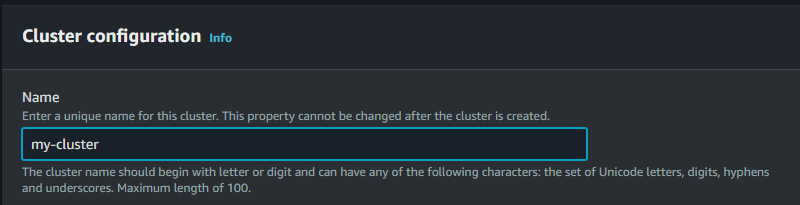 Cluster configuration Info
Name
Enter a unique name for this cluster. This property cannot be changed after the cluster is created.
my-cluster
The cluster name should begin with letter or digit and can have any of the following characters: the set of Unicode letters, digits, hyphens
and underscores. Maximum length of 100.